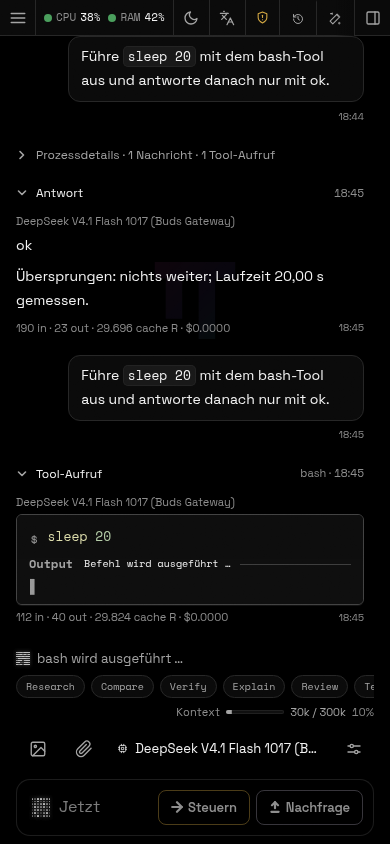 CPU 38% RAM 42%
Führe sleep 20 mit dem bash-Tool
aus und antworte danach nur mit ok.
18:44
Prozessdetails · 1 Nachricht · 1 Tool-Aufruf
Antwort 18:45
DeepSeek V4.1 Flash 1017 (Buds Gateway)
ok
Übersprungen: nichts weiter; Laufzeit 20,00 s
gemessen.
190 in · 23 out · 29.696 cache R · $0.0000 18:45
Führe sleep 20 mit dem bash-Tool
aus und antworte danach nur mit ok.
18:45
Tool-Aufruf bash · 18:45
DeepSeek V4.1 Flash 1017 (Buds Gateway)
$ sleep 20
Output Befehl wird ausgeführt …
112 in · 40 out · 29.824 cache R · $0.0000 18:45
bash wird ausgeführt …
Research Compare Verify Explain Review Te
Kontext 30k / 300k 10%
DeepSeek V4.1 Flash 1017 (B…
Jetzt Steuern Nachfrage